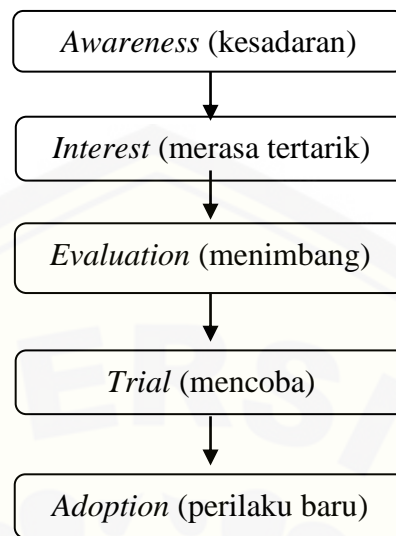 Awareness (kesadaran)
Interest (merasa tertarik)
Evaluation (menimbang)
Trial (mencoba)
Adoption (perilaku baru)